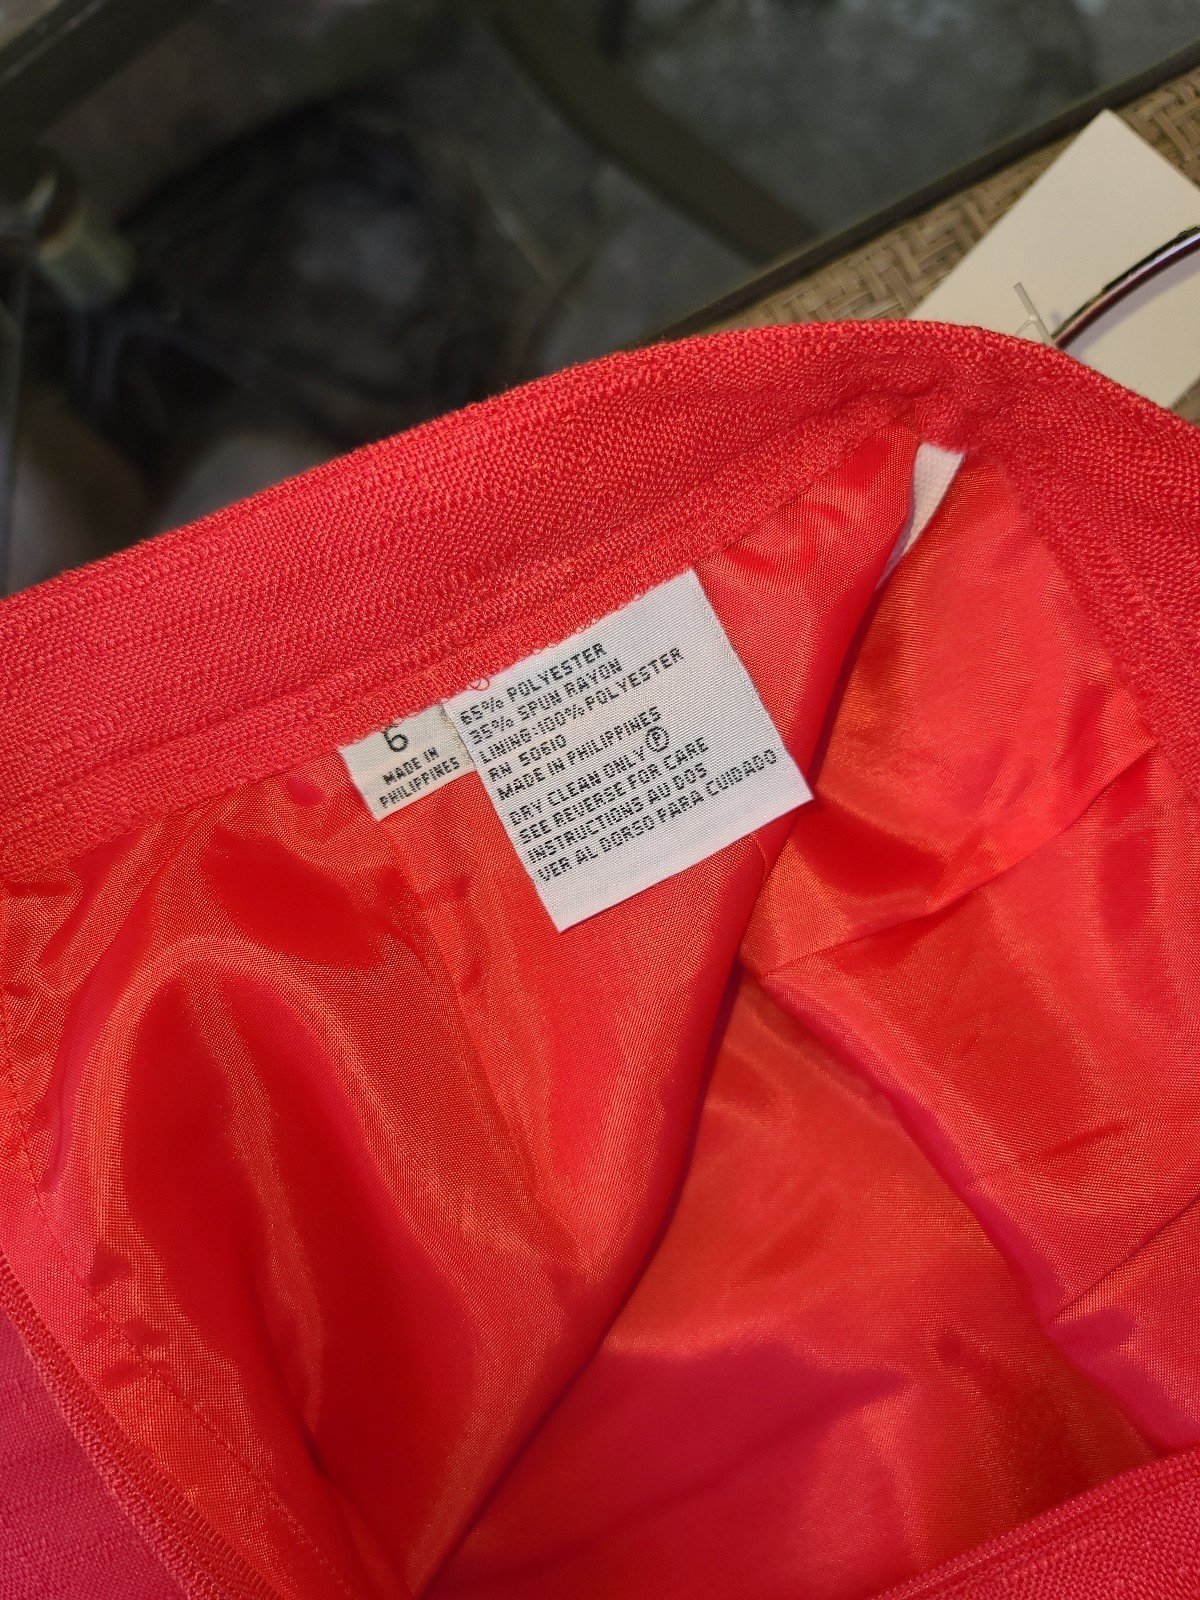 6
MADE IN
PHILIPPINES
65% POLYESTER
35% SPUN RAYON
LINING:100% POLYESTER
RN 50610
MADE IN PHILIPPINES
DRY CLEAN ONLY Ⓟ
SEE REVERSE FOR CARE
INSTRUCTIONS AU DOS
VER AL DORSO PARA CUIDADO